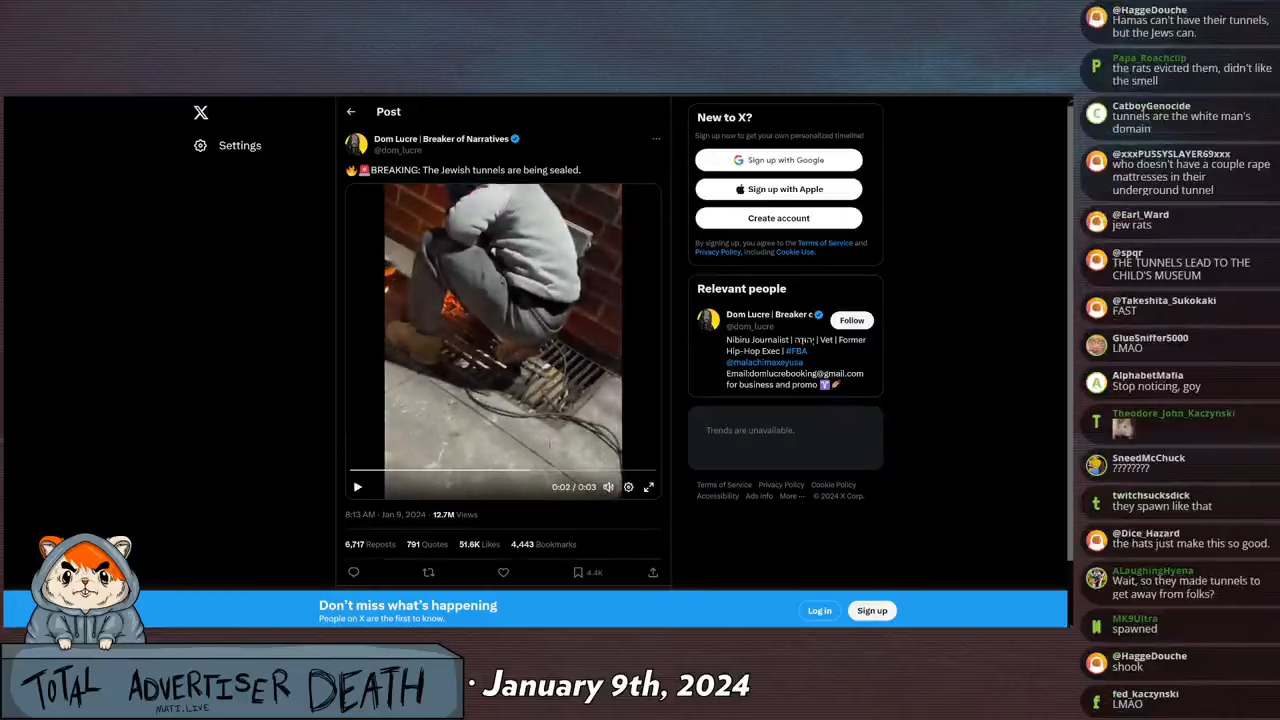 Post
Settings
Dom Lucre | Breaker of Narratives
@dom_lucre
🔥🚨BREAKING: The Jewish tunnels are being sealed.
0:02 / 0:03
8:13 AM · Jan 9, 2024 · 12.7M Views
6,717 Reposts 791 Quotes 51.6K Likes 4,443 Bookmarks
4.4K
New to X?
Sign up now to get your own personalized timeline!
Sign up with Google
Sign up with Apple
Create account
By signing up, you agree to the Terms of Service and
Privacy Policy, including Cookie Use.
Relevant people
Dom Lucre | Breaker c
@dom_lucre
Follow
Nibiru Journalist | יהודה | Vet | Former
Hip-Hop Exec | #FBA
@malachimaxeyusa
Email:domlucrebooking@gmail.com
for business and promo ♈🪶
Trends are unavailable.
Terms of Service Privacy Policy Cookie Policy
Accessibility Ads info More ··· © 2024 X Corp.
Don't miss what's happening
People on X are the first to know.
Log in
Sign up
TOTAL ADVERTISER DEATH
MATI.LIVE
· January 9th, 2024
@HaggeDouche
Hamas can't have their tunnels,
but the Jews can.
P
Papa_Roachclip
the rats evicted them, didn't like
the smell
C
CatboyGenocide
tunnels are the white man's
domain
@xxxPUSSYSLAYER69xxx
who doesn't have a couple rape
mattresses in their
underground tunnel
@Earl_Ward
jew rats
@spqr
THE TUNNELS LEAD TO THE
CHILD'S MUSEUM
@Takeshita_Sukokaki
FAST
GlueSniffer5000
LMAO
A
AlphabetMafia
Stop noticing, goy
T
Theodore_John_Kaczynski
SneedMcChuck
???????
t
twitchsucksdick
they spawn like that
@Dice_Hazard
the hats just make this so good.
ALaughingHyena
Wait, so they made tunnels to
get away from folks?
M
MK9Ultra
spawned
@HaggeDouche
shook
f
fed_kaczynski
LMAO